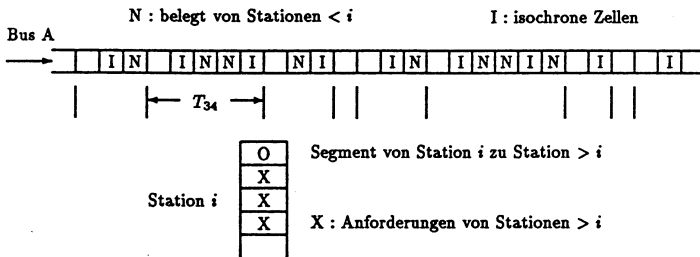 N : belegt von Stationen < i I : isochrone Zellen
Bus A
I N I N N I N I I N I N N I N I I
T₃₄
O Segment von Station i zu Station > i
X
Station i X
X X : Anforderungen von Stationen > i